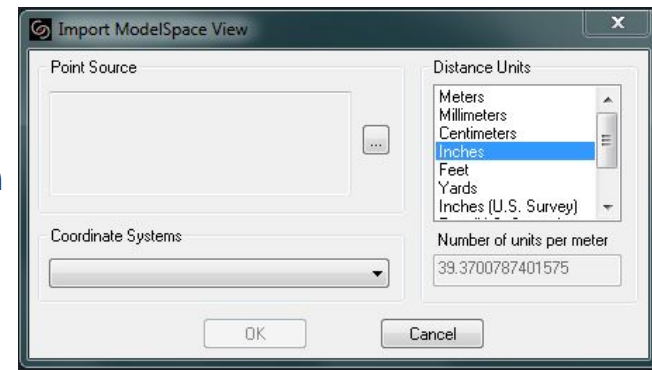 Import ModelSpace View
x
Point Source
...
Distance Units
Meters
Millimeters
Centimeters
Inches
Feet
Yards
Inches (U.S. Survey)
Coordinate Systems
Number of units per meter
39.3700787401575
OK
Cancel